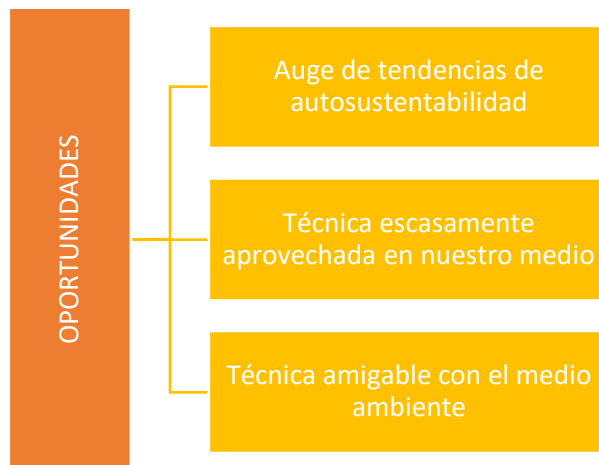 OPORTUNIDADES
Auge de tendencias de
autosustentabilidad
Técnica escasamente
aprovechada en nuestro medio
Técnica amigable con el medio
ambiente